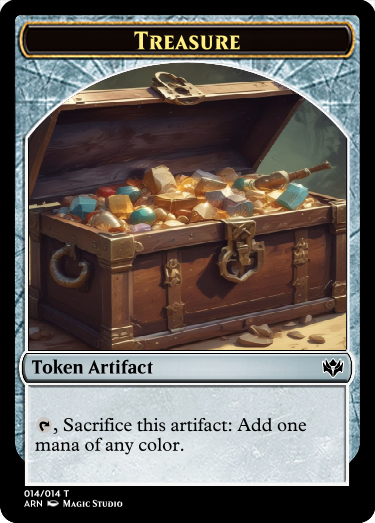 Treasure
Token Artifact
, Sacrifice this artifact: Add one
mana of any color.
014/014 T
ARN Magic Studio